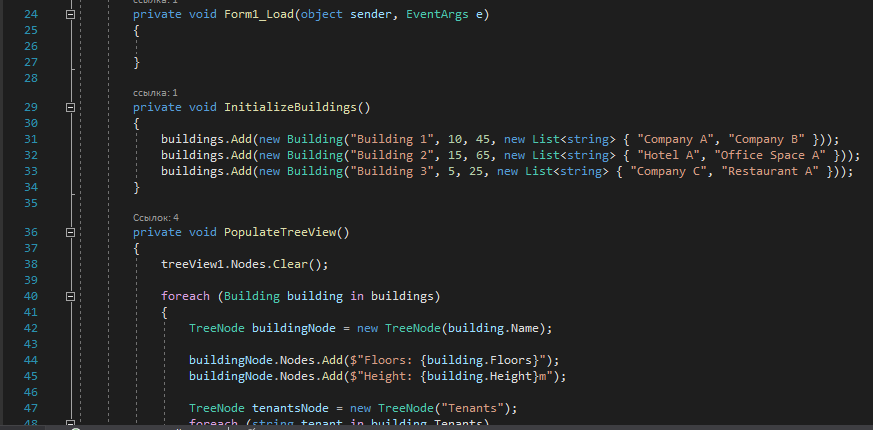 ссылка: 1
24 private void Form1_Load(object sender, EventArgs e)
25 {
26
27 }
28
ссылка: 1
29 private void InitializeBuildings()
30 {
31 buildings.Add(new Building("Building 1", 10, 45, new List<string> { "Company A", "Company B" }));
32 buildings.Add(new Building("Building 2", 15, 65, new List<string> { "Hotel A", "Office Space A" }));
33 buildings.Add(new Building("Building 3", 5, 25, new List<string> { "Company C", "Restaurant A" }));
34 }
35
Ссылок: 4
36 private void PopulateTreeView()
37 {
38 treeView1.Nodes.Clear();
39
40 foreach (Building building in buildings)
41 {
42 TreeNode buildingNode = new TreeNode(building.Name);
43
44 buildingNode.Nodes.Add($"Floors: {building.Floors}");
45 buildingNode.Nodes.Add($"Height: {building.Height}m");
46
47 TreeNode tenantsNode = new TreeNode("Tenants");
48 foreach (string tenant in building.Tenants)